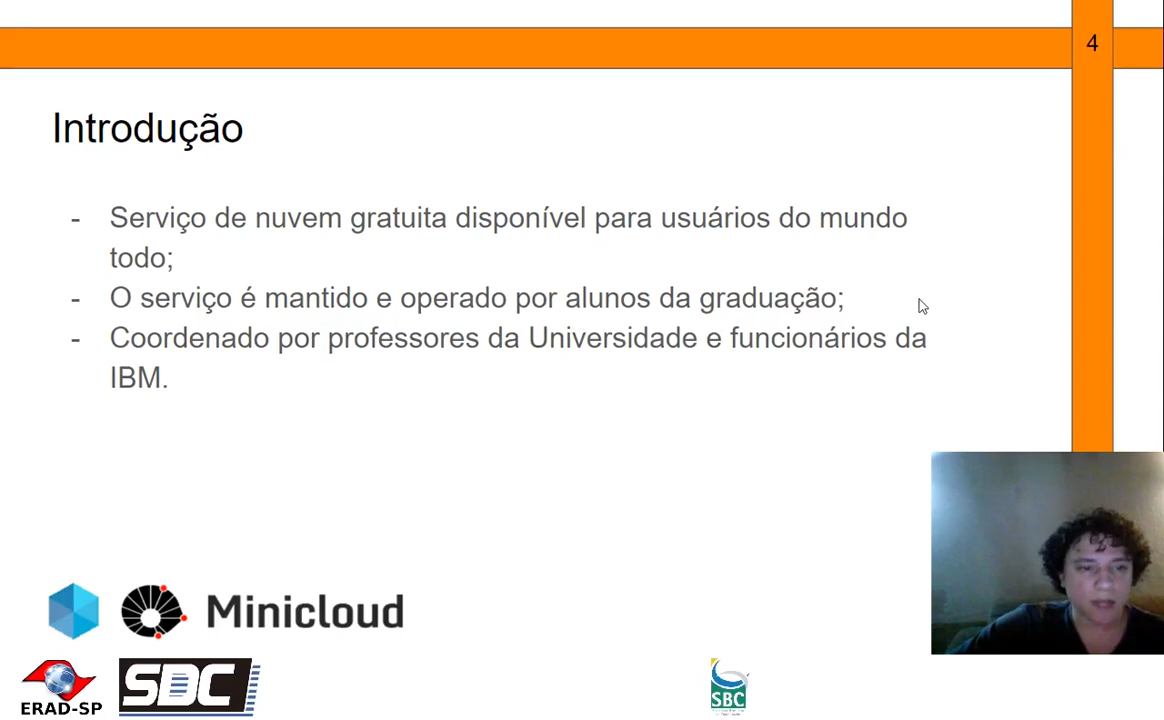 4
Introdução
- Serviço de nuvem gratuita disponível para usuários do mundo
todo;
- O serviço é mantido e operado por alunos da graduação;
- Coordenado por professores da Universidade e funcionários da
IBM.
Minicloud
ERAD-SP
SDC
SBC